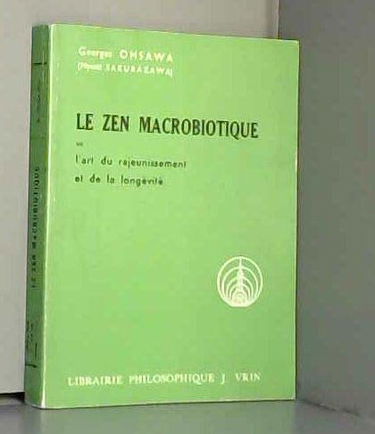 Georges OHSAWA
(Nyoiti SAKURAZAWA)
LE ZEN MACROBIOTIQUE
ou
l'art du rajeunissement
et de la longévité
LIBRAIRIE PHILOSOPHIQUE J. VRIN
LE ZEN MACROBIOTIQUE